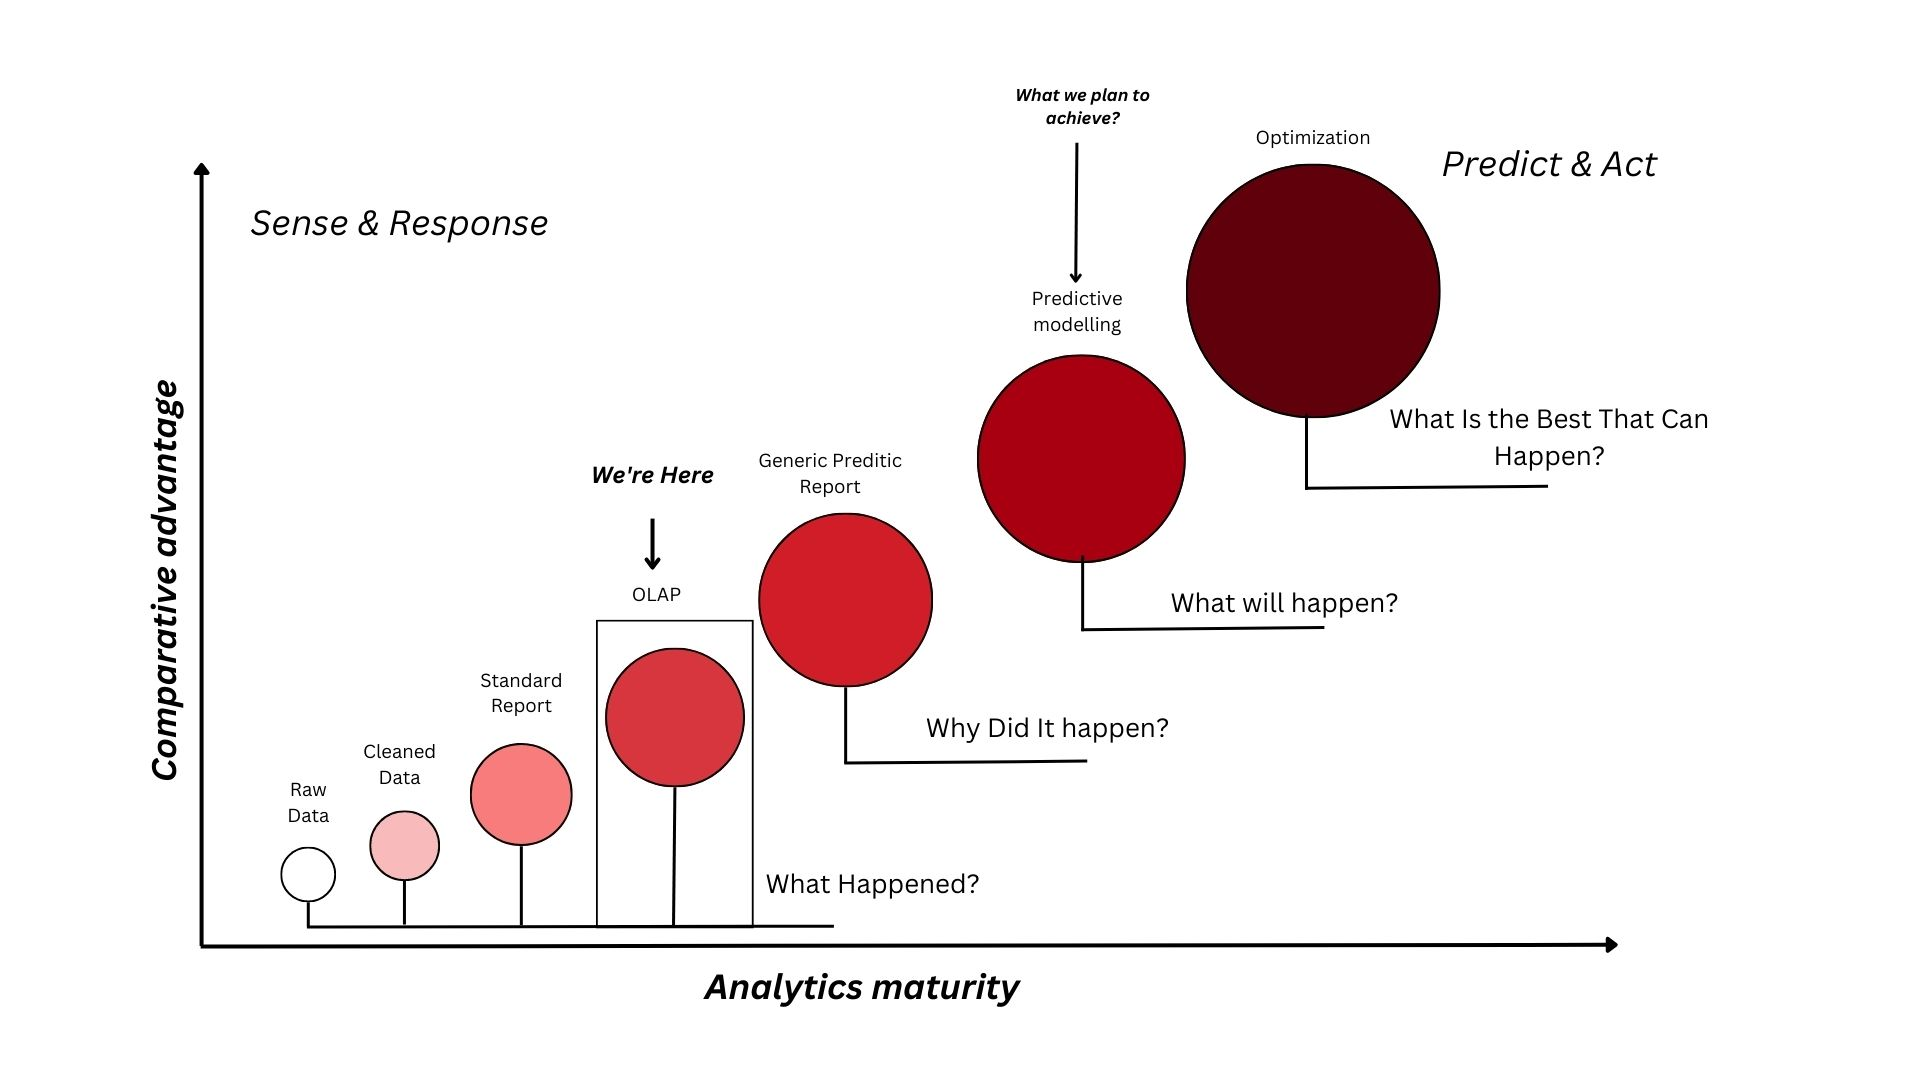 What we plan to
achieve?
Optimization
Predict & Act
Sense & Response
Predictive
modelling
What Is the Best That Can
Happen?
We're Here
Generic Preditic
Report
OLAP
What will happen?
Standard
Report
Why Did It happen?
Cleaned
Data
Raw
Data
What Happened?
Comparative advantage
Analytics maturity